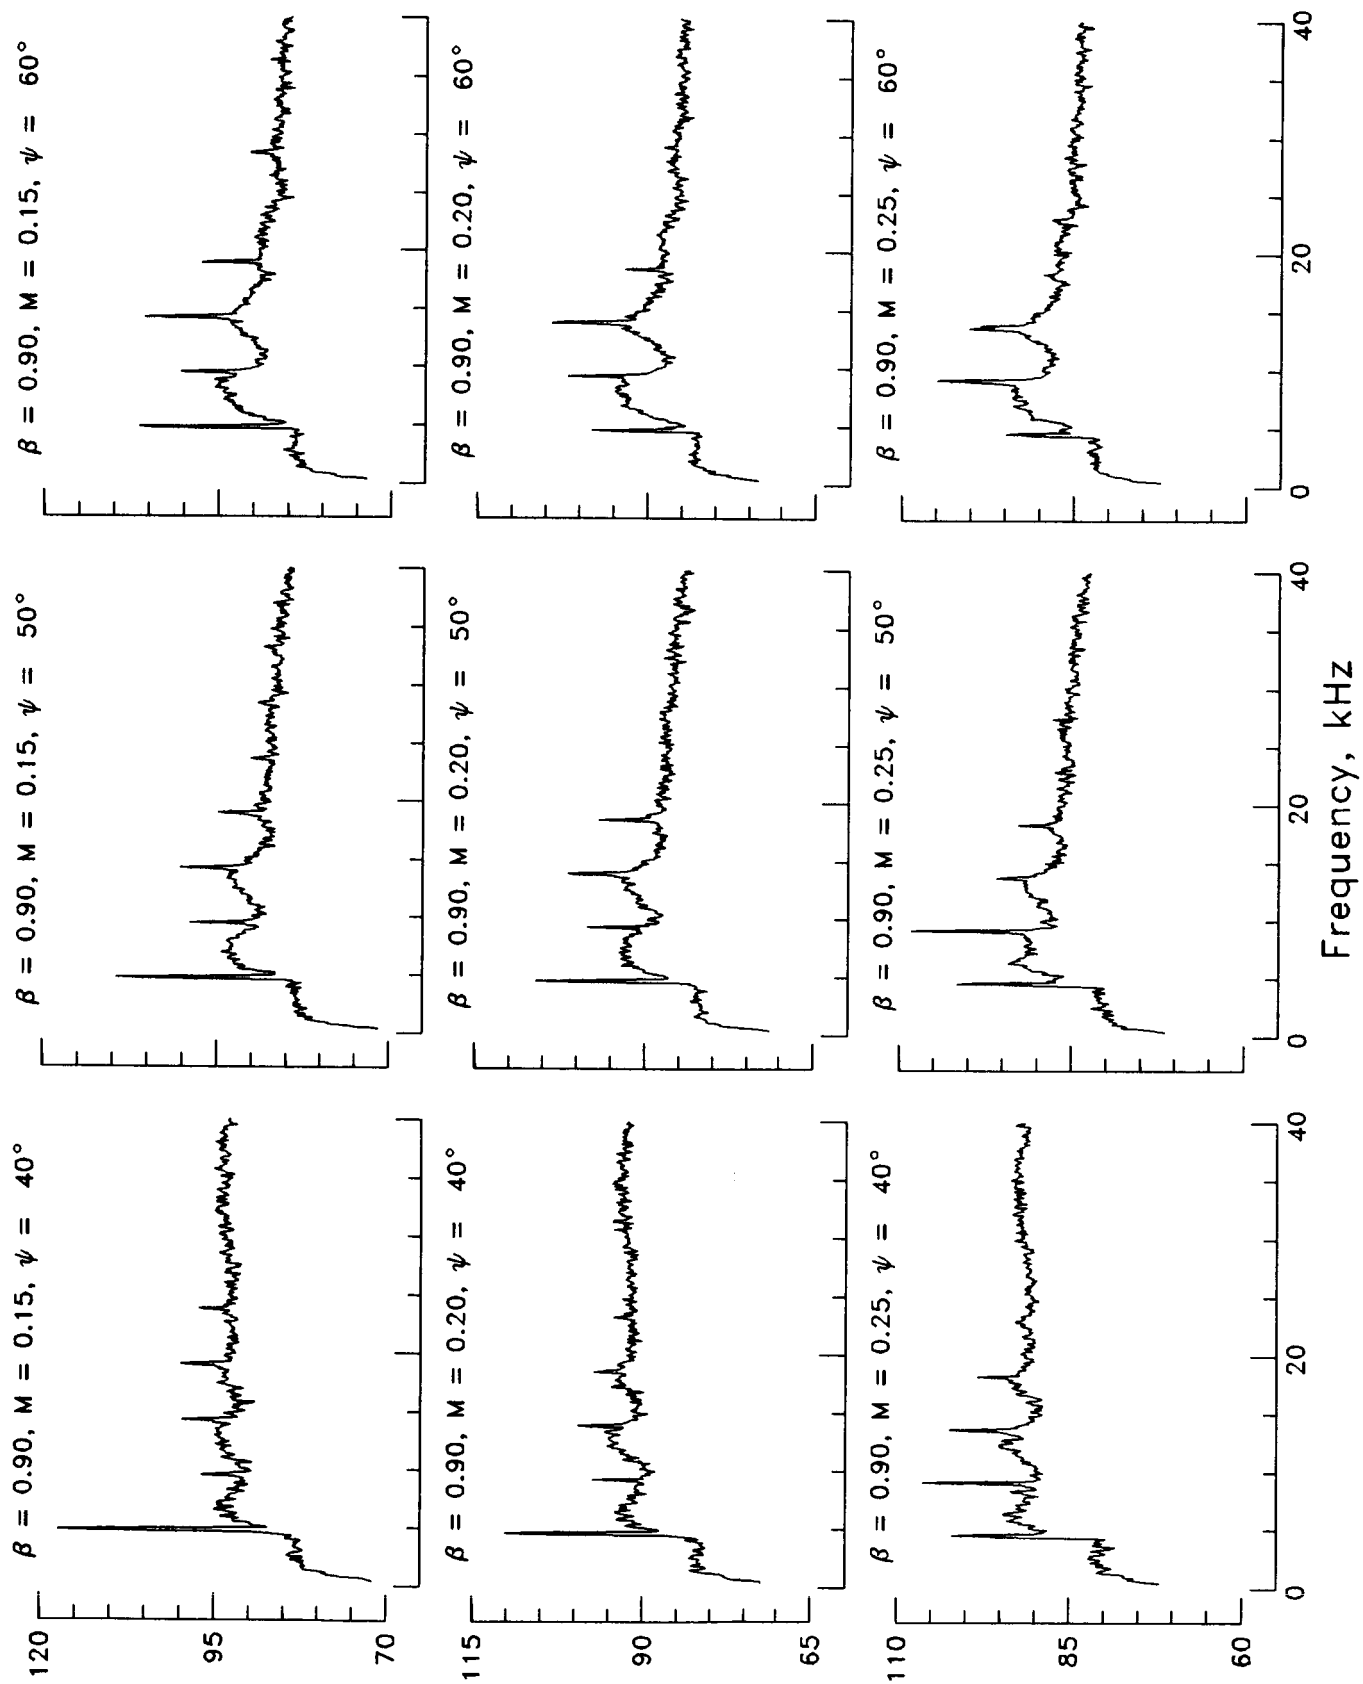 β = 0.90, M = 0.15, ψ = 40°
β = 0.90, M = 0.15, ψ = 50°
β = 0.90, M = 0.15, ψ = 60°
120
95
70
β = 0.90, M = 0.20, ψ = 40°
β = 0.90, M = 0.20, ψ = 50°
β = 0.90, M = 0.20, ψ = 60°
115
90
65
β = 0.90, M = 0.25, ψ = 40°
β = 0.90, M = 0.25, ψ = 50°
β = 0.90, M = 0.25, ψ = 60°
110
85
60
0 20 40
0 20 40
0 20 40
Frequency, kHz